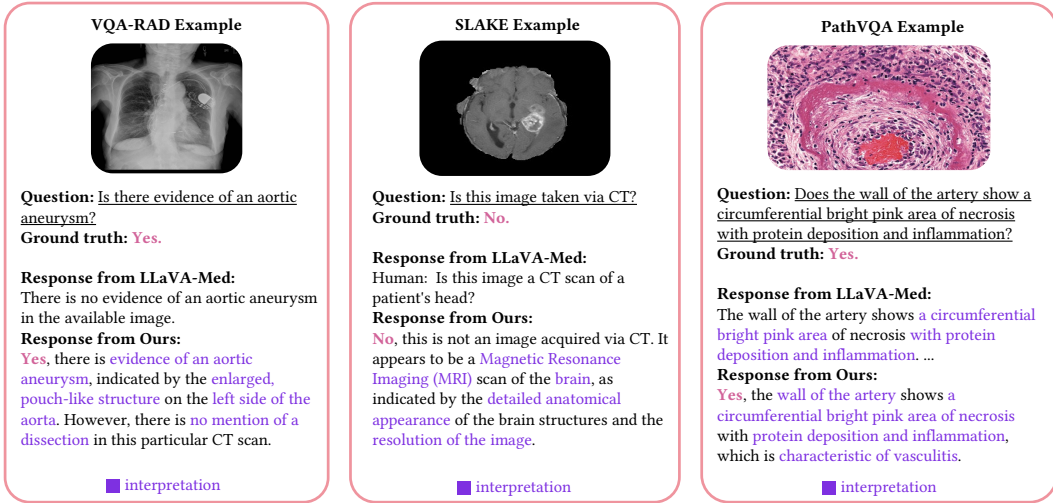 VQA-RAD Example
Question: Is there evidence of an aortic
aneurysm?
Ground truth: Yes.
Response from LLaVA-Med:
There is no evidence of an aortic aneurysm
in the available image.
Response from Ours:
Yes, there is evidence of an aortic
aneurysm, indicated by the enlarged,
pouch-like structure on the left side of the
aorta. However, there is no mention of a
dissection in this particular CT scan.
interpretation
SLAKE Example
Question: Is this image taken via CT?
Ground truth: No.
Response from LLaVA-Med:
Human: Is this image a CT scan of a
patient's head?
Response from Ours:
No, this is not an image acquired via CT. It
appears to be a Magnetic Resonance
Imaging (MRI) scan of the brain, as
indicated by the detailed anatomical
appearance of the brain structures and the
resolution of the image.
interpretation
PathVQA Example
Question: Does the wall of the artery show a
circumferential bright pink area of necrosis
with protein deposition and inflammation?
Ground truth: Yes.
Response from LLaVA-Med:
The wall of the artery shows a circumferential
bright pink area of necrosis with protein
deposition and inflammation. ...
Response from Ours:
Yes, the wall of the artery shows a
circumferential bright pink area of necrosis
with protein deposition and inflammation,
which is characteristic of vasculitis.
interpretation